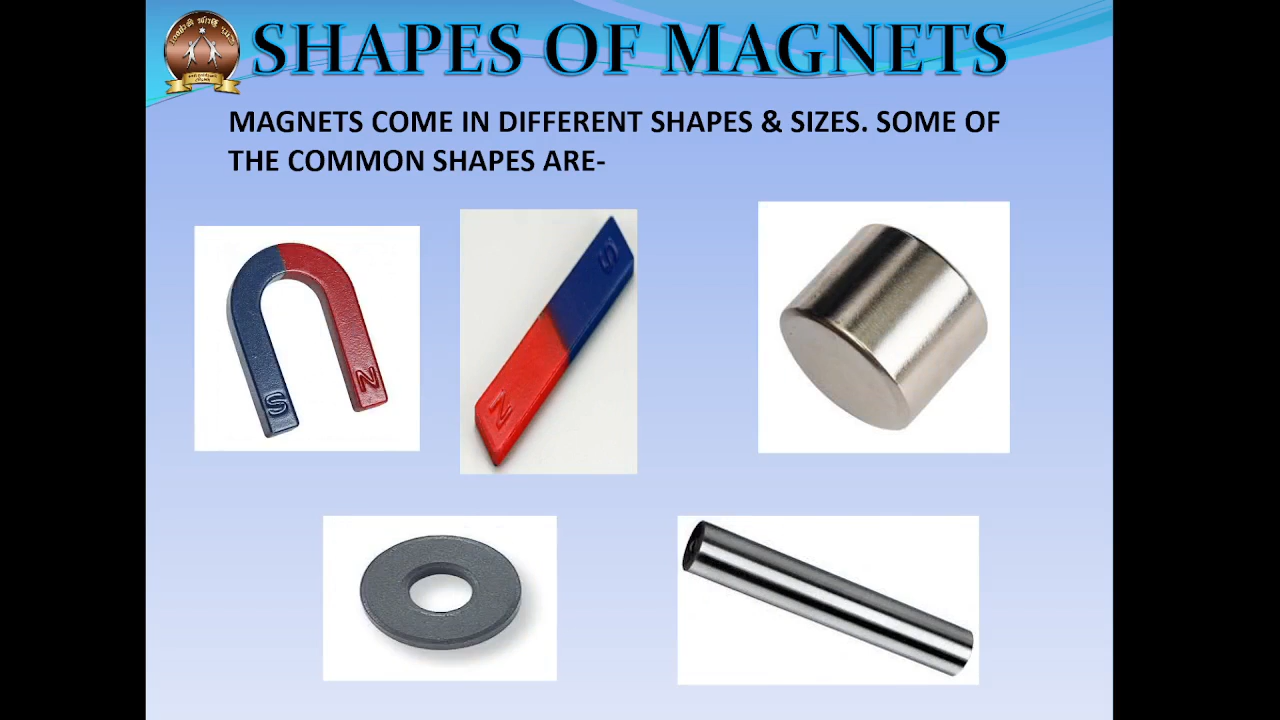 SHAPES OF MAGNETS
MAGNETS COME IN DIFFERENT SHAPES & SIZES. SOME OF
THE COMMON SHAPES ARE-
S
N
S
N